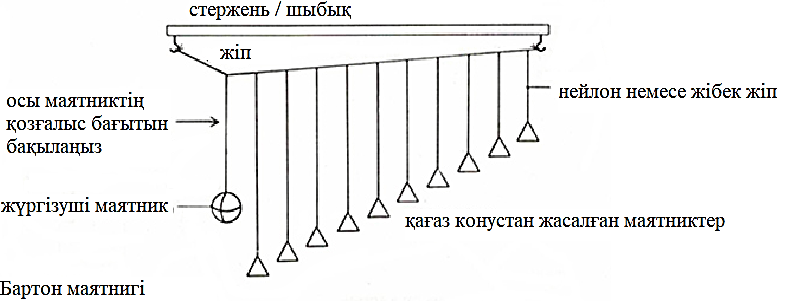 стержень / шыбық
жіп
осы маятниктің
қозғалыс бағытын
бақылаңыз
нейлон немесе жібек жіп
жүргізуші маятник
қағаз конустан жасалған маятниктер
Бартон маятнигі